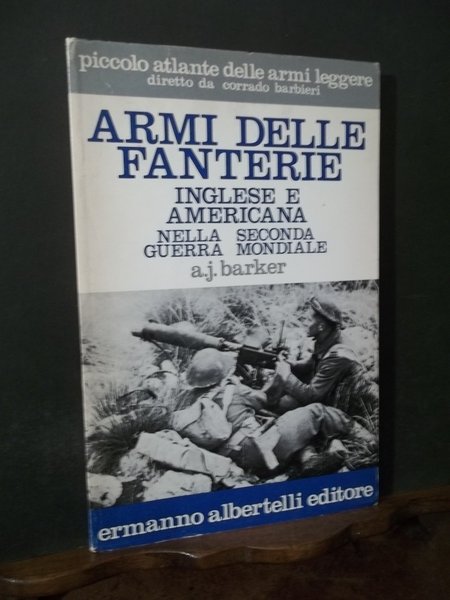 piccolo atlante delle armi leggere
diretto da corrado barbieri
ARMI DELLE
FANTERIE
INGLESE E
AMERICANA
NELLA SECONDA
GUERRA MONDIALE
a.j. barker
ermanno albertelli editore